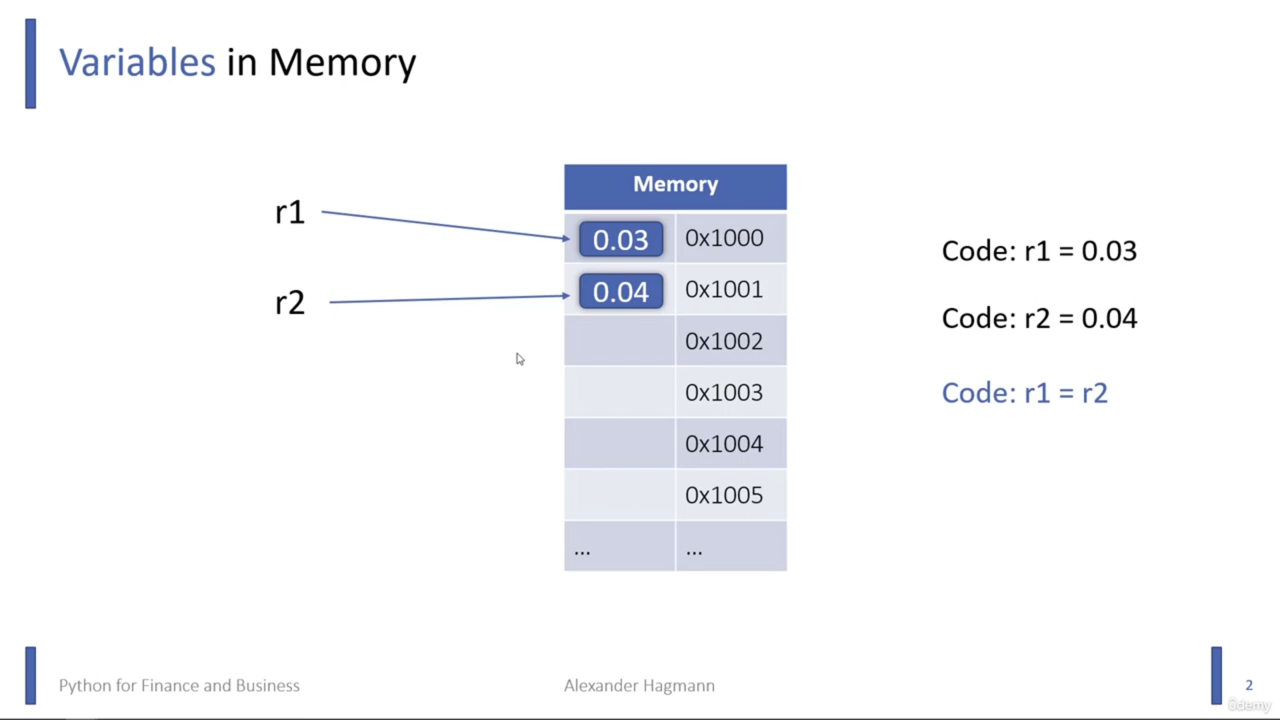 Variables in Memory
Memory
r1
0.03 0x1000
Code: r1 = 0.03
r2
0.04 0x1001
Code: r2 = 0.04
0x1002
0x1003
Code: r1 = r2
0x1004
0x1005
... ...
Python for Finance and Business
Alexander Hagmann
2
ûdemy